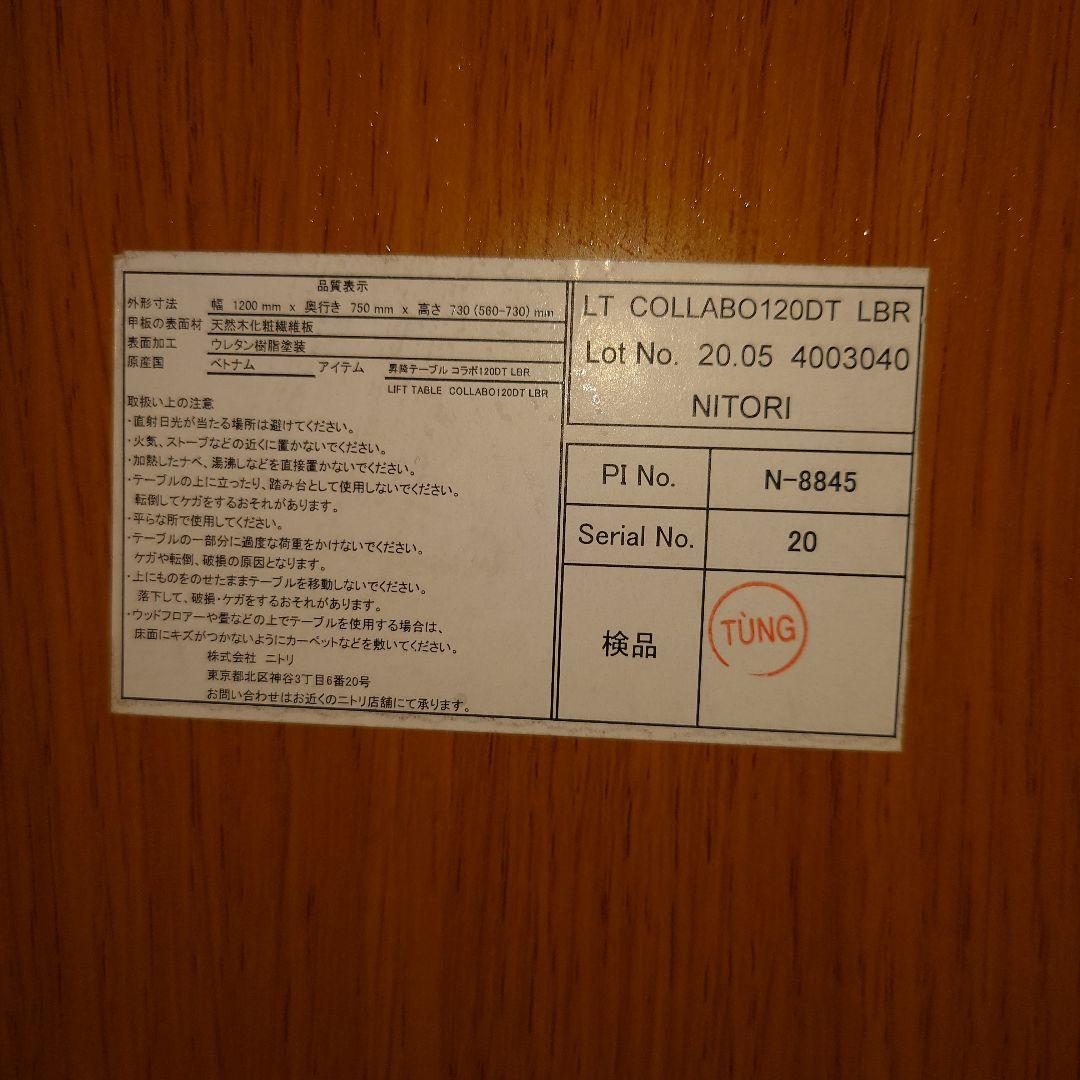 品質表示
外形寸法 幅 1200 mm x 奥行き 750 mm x 高さ 730 (560-730) mm
甲板の表面材 天然木化粧繊維板
表面加工 ウレタン樹脂塗装
原産国 ベトナム アイテム 昇降テーブル コラボ120DT LBR
LIFT TABLE COLLABO120DT LBR
取扱い上の注意
・直射日光が当たる場所は避けてください。
・火気、ストーブなどの近くに置かないでください。
・加熱したナベ、湯沸しなどを直接置かないでください。
・テーブルの上に立ったり、踏み台として使用しないでください。
転倒してケガをするおそれがあります。
・平らな所で使用してください。
・テーブルの一部分に過度な荷重をかけないでください。
ケガや転倒、破損の原因となります。
・上にものをのせたままテーブルを移動しないでください。
落下して、破損・ケガをするおそれがあります。
・ウッドフロアーや畳などの上でテーブルを使用する場合は、
床面にキズがつかないようにカーペットなどを敷いてください。
株式会社 ニトリ
東京都北区神谷3丁目6番20号
お問い合わせはお近くのニトリ店舗にて承ります。
LT COLLABO120DT LBR
Lot No. 20.05 4003040
NITORI
PI No. N-8845
Serial No. 20
検品 TÙNG